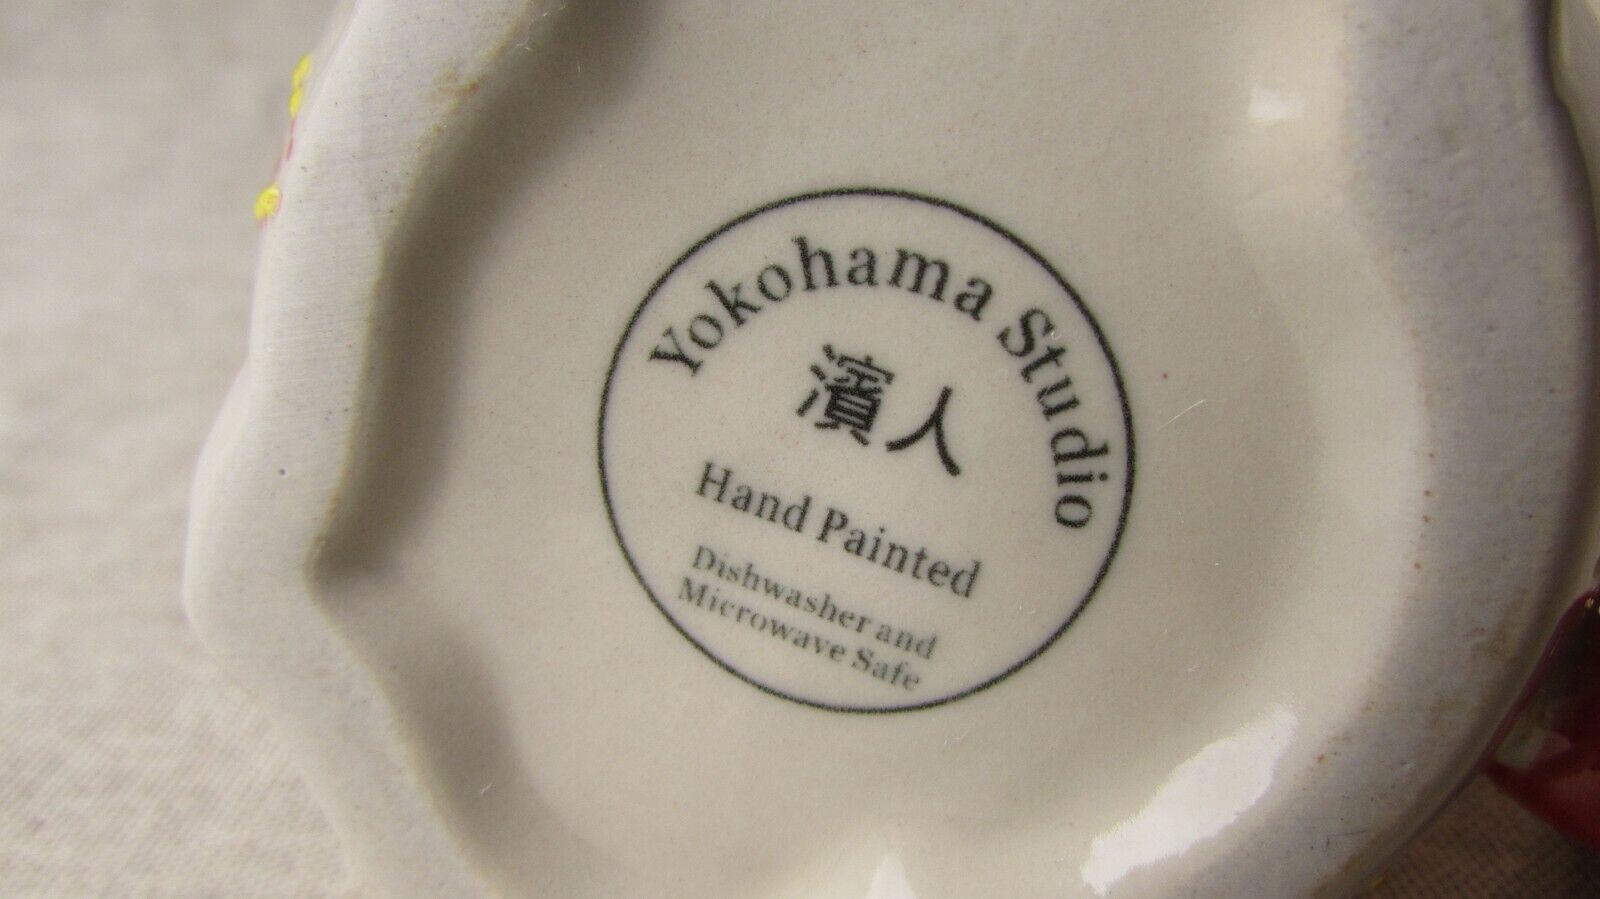 Yokohama Studio
濱人
Hand Painted
Dishwasher and
Microwave Safe